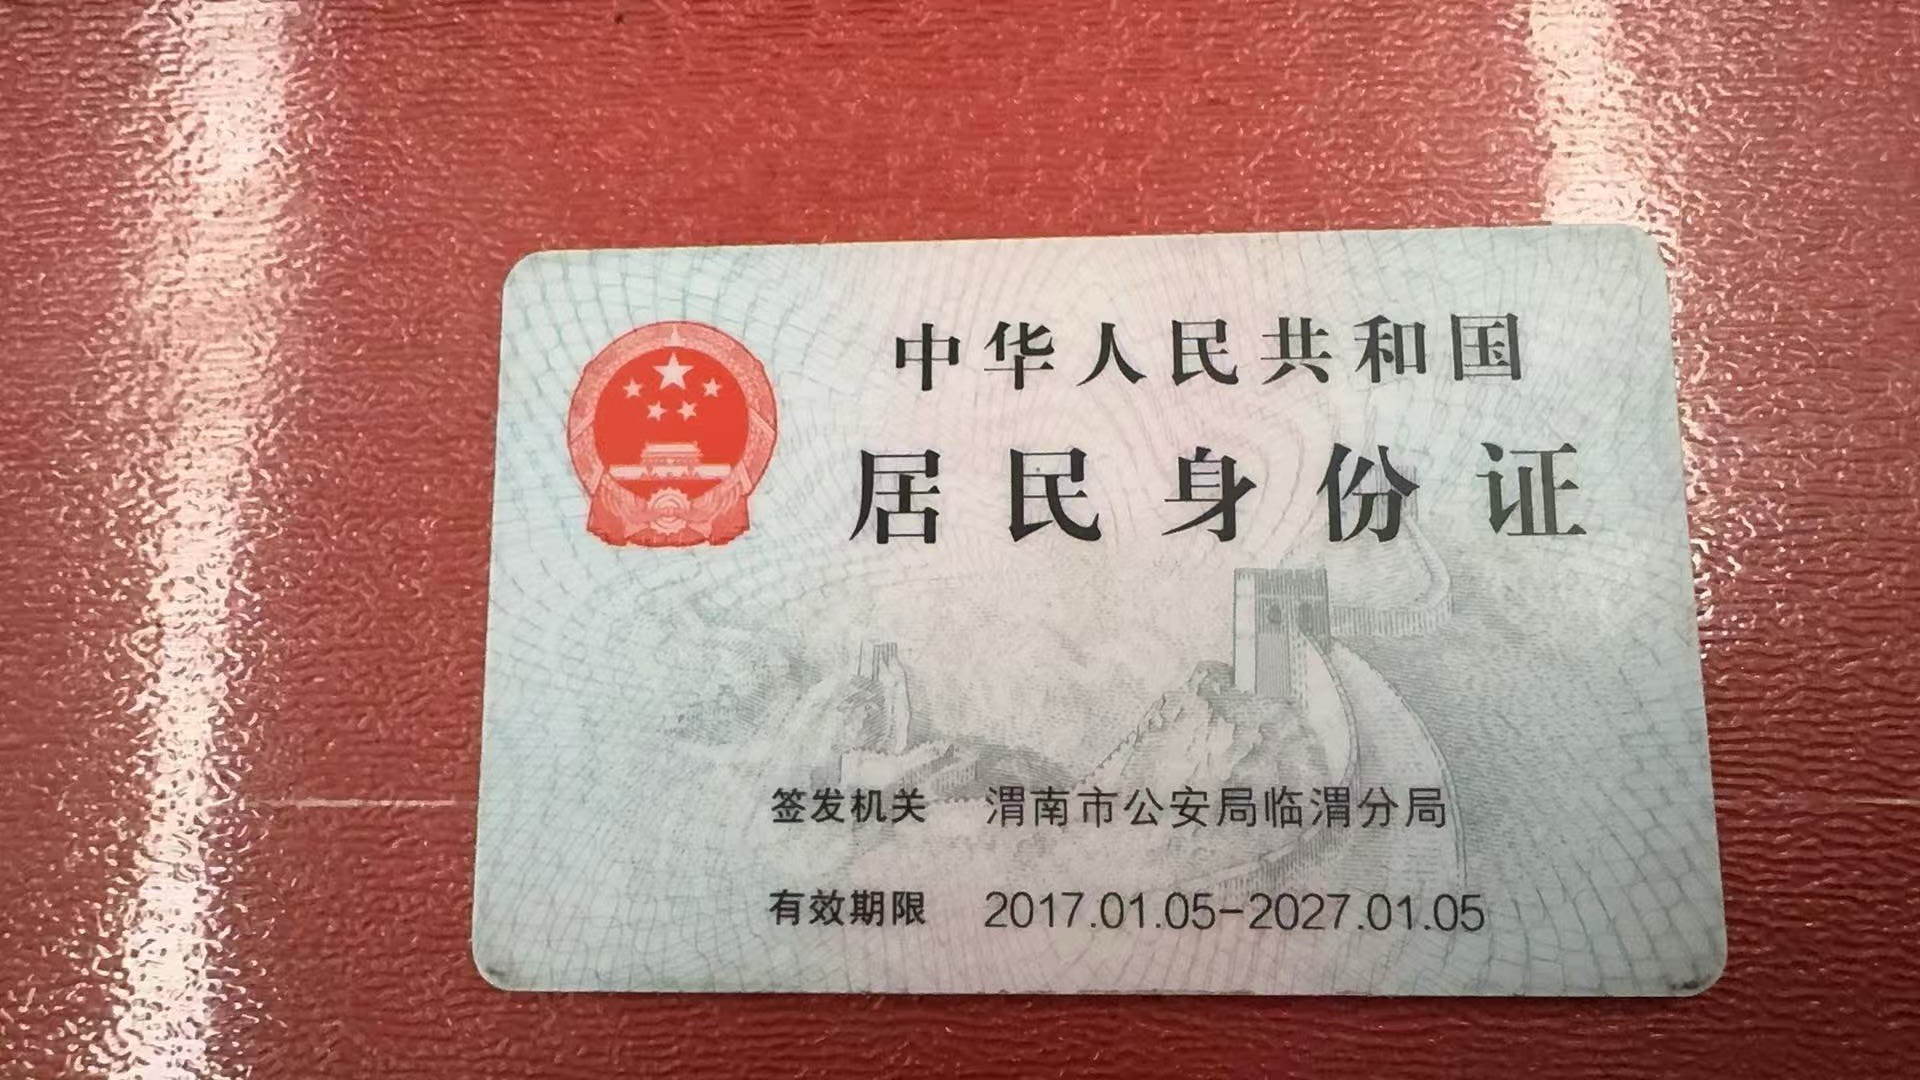 中华人民共和国
居民身份证
签发机关 渭南市公安局临渭分局
有效期限 2017.01.05-2027.01.05